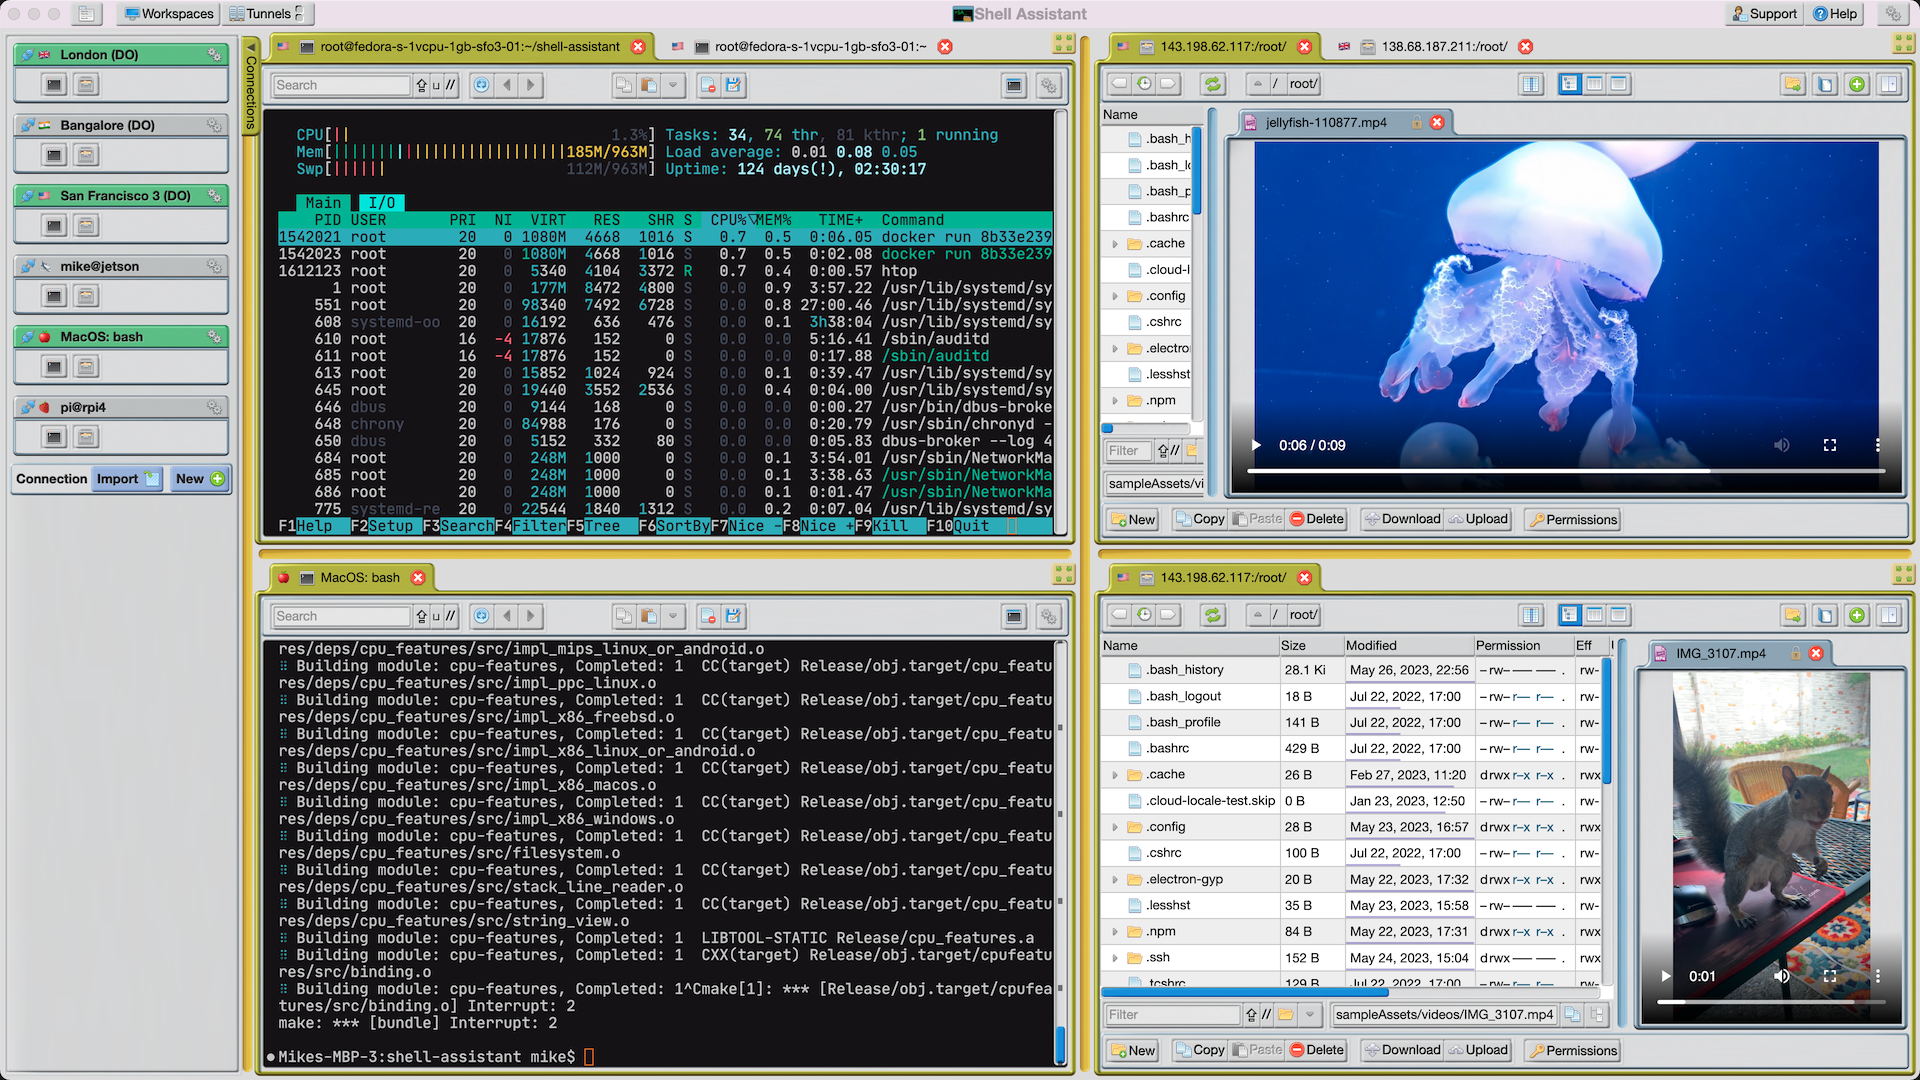 Workspaces Tunnels Shell Assistant Support Help
London (DO)
Bangalore (DO)
San Francisco 3 (DO)
mike@jetson
MacOS: bash
pi@rpi4
Connection Import New
Connections
root@fedora-s-1vcpu-1gb-sfo3-01:~/shell-assistant root@fedora-s-1vcpu-1gb-sfo3-01:~
Search
CPU[|| 1.3%] Tasks: 34, 74 thr, 81 kthr; 1 running
Mem[ 185M/963M] Load average: 0.01 0.08 0.05
Swp[ 112M/963M] Uptime: 124 days(!), 02:30:17
Main I/O
PID USER PRI NI VIRT RES SHR S CPU%▽MEM% TIME+ Command
1542021 root 20 0 1080M 4668 1016 S 0.7 0.5 0:06.05 docker run 8b33e239
1542023 root 20 0 1080M 4668 1016 S 0.7 0.5 0:02.08 docker run 8b33e239
1612123 root 20 0 5340 4104 3372 R 0.7 0.4 0:00.57 htop
1 root 20 0 177M 8472 4800 S 0.0 0.9 3:57.22 /usr/lib/systemd/sy
551 root 20 0 98340 7492 6728 S 0.0 0.8 27:00.46 /usr/lib/systemd/sy
608 systemd-oo 20 0 16192 636 476 S 0.0 0.1 3h38:04 /usr/lib/systemd/sy
610 root 16 -4 17876 152 0 S 0.0 0.0 5:16.41 /sbin/auditd
611 root 16 -4 17876 152 0 S 0.0 0.0 0:17.88 /sbin/auditd
613 root 20 0 15852 1024 924 S 0.0 0.1 0:39.47 /usr/lib/systemd/sy
645 root 20 0 19440 3552 2536 S 0.0 0.4 0:04.00 /usr/lib/systemd/sy
646 dbus 20 0 9144 168 0 S 0.0 0.0 0:00.27 /usr/bin/dbus-broke
648 chrony 20 0 84988 176 0 S 0.0 0.0 0:20.79 /usr/sbin/chronyd -
650 dbus 20 0 5152 332 80 S 0.0 0.0 0:05.83 dbus-broker --log 4
684 root 20 0 248M 1000 0 S 0.0 0.1 3:54.01 /usr/sbin/NetworkMa
685 root 20 0 248M 1000 0 S 0.0 0.1 3:38.63 /usr/sbin/NetworkMa
686 root 20 0 248M 1000 0 S 0.0 0.1 0:01.47 /usr/sbin/NetworkMa
775 systemd-re 20 0 22544 1840 1312 S 0.0 0.2 0:07.04 /usr/lib/systemd/sy
F1Help F2Setup F3Search F4Filter F5Tree F6SortBy F7Nice - F8Nice + F9Kill F10Quit
143.198.62.117:/root/ 138.68.187.211:/root/
/ root/
Name
.bash_h
.bash_lo
.bash_p
.bashrc
.cache
.cloud-l
.config
.cshrc
.electro
.lesshst
.npm
Filter
sampleAssets/vi
jellyfish-110877.mp4
0:06 / 0:09
New Copy Paste Delete Download Upload Permissions
MacOS: bash
Search
res/deps/cpu_features/src/impl_mips_linux_or_android.o
⠿ Building module: cpu-features, Completed: 1 CC(target) Release/obj.target/cpu_featu
res/deps/cpu_features/src/impl_ppc_linux.o
⠿ Building module: cpu-features, Completed: 1 CC(target) Release/obj.target/cpu_featu
res/deps/cpu_features/src/impl_x86_freebsd.o
⠿ Building module: cpu-features, Completed: 1 CC(target) Release/obj.target/cpu_featu
res/deps/cpu_features/src/impl_x86_linux_or_android.o
⠿ Building module: cpu-features, Completed: 1 CC(target) Release/obj.target/cpu_featu
res/deps/cpu_features/src/impl_x86_macos.o
⠿ Building module: cpu-features, Completed: 1 CC(target) Release/obj.target/cpu_featu
res/deps/cpu_features/src/impl_x86_windows.o
⠿ Building module: cpu-features, Completed: 1 CC(target) Release/obj.target/cpu_featu
res/deps/cpu_features/src/filesystem.o
⠿ Building module: cpu-features, Completed: 1 CC(target) Release/obj.target/cpu_featu
res/deps/cpu_features/src/stack_line_reader.o
⠿ Building module: cpu-features, Completed: 1 CC(target) Release/obj.target/cpu_featu
res/deps/cpu_features/src/string_view.o
⠿ Building module: cpu-features, Completed: 1 LIBTOOL-STATIC Release/cpu_features.a
⠿ Building module: cpu-features, Completed: 1 CXX(target) Release/obj.target/cpufeatu
res/src/binding.o
⠿ Building module: cpu-features, Completed: 1^Cmake[1]: *** [Release/obj.target/cpufea
tures/src/binding.o] Interrupt: 2
make: *** [bundle] Interrupt: 2
Mikes-MBP-3:shell-assistant mike$
143.198.62.117:/root/
/ root/
Name Size Modified Permission Eff
.bash_history 28.1 Ki May 26, 2023, 22:56 –rw– —— —— . rw-
.bash_logout 18 B Jul 22, 2022, 17:00 –rw– r–– r–– . rw-
.bash_profile 141 B Jul 22, 2022, 17:00 –rw– r–– r–– . rw-
.bashrc 429 B Jul 22, 2022, 17:00 –rw– r–– r–– . rw-
.cache 26 B Feb 27, 2023, 11:20 drwx r–x r–x . rwx
.cloud-locale-test.skip 0 B Jan 23, 2023, 12:50 –rw– r–– r–– . rw-
.config 28 B May 23, 2023, 16:57 drwx r–x r–x . rwx
.cshrc 100 B Jul 22, 2022, 17:00 –rw– r–– r–– . rw-
.electron-gyp 20 B May 22, 2023, 17:32 drwx r–x r–x . rwx
.lesshst 35 B May 23, 2023, 15:58 –rw– —— —— . rw-
.npm 84 B May 22, 2023, 17:31 drwx r–x r–x . rwx
.ssh 152 B May 24, 2023, 15:04 drwx —— —— . rwx
.tcshrc 129 B Jul 22, 2022, 17:00 –rw– r–– r–– . rw-
Filter sampleAssets/videos/IMG_3107.mp4
IMG_3107.mp4
0:01
New Copy Paste Delete Download Upload Permissions